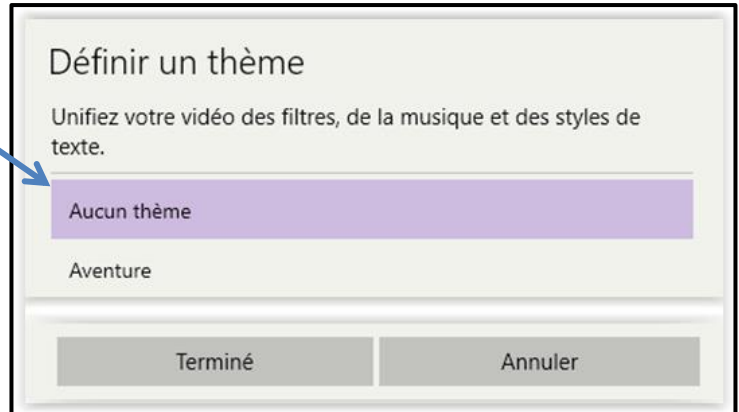 Définir un thème
Unifiez votre vidéo des filtres, de la musique et des styles de
texte.
Aucun thème
Aventure
Terminé
Annuler